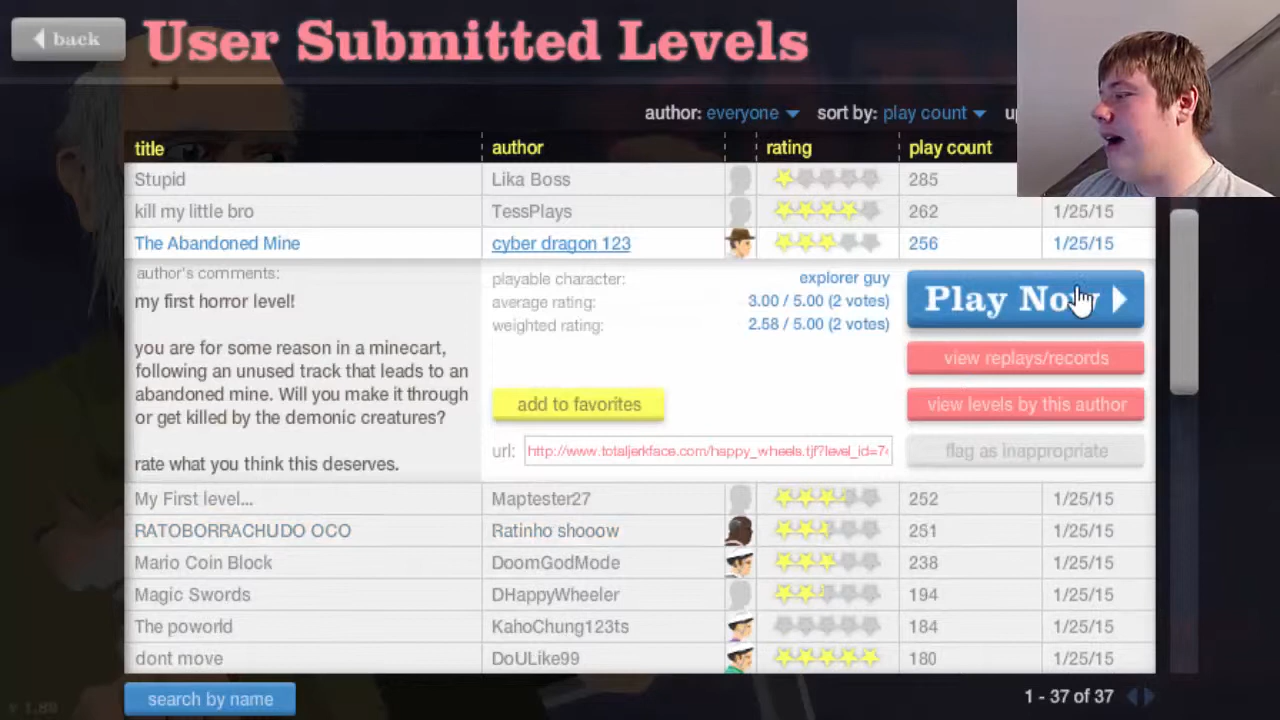 back
User Submitted Levels
author: everyone sort by: play count
title author rating play count
Stupid Lika Boss 285
kill my little bro TessPlays 262 1/25/15
The Abandoned Mine cyber dragon 123 256 1/25/15
author's comments:
my first horror level!
you are for some reason in a minecart,
following an unused track that leads to an
abandoned mine. Will you make it through
or get killed by the demonic creatures?
rate what you think this deserves.
playable character: explorer guy
average rating: 3.00 / 5.00 (2 votes)
weighted rating: 2.58 / 5.00 (2 votes)
add to favorites
url: http://www.totaljerkface.com/happy_wheels.tjf?level_id=7
Play Now
view replays/records
view levels by this author
flag as inappropriate
My First level... Maptester27 252 1/25/15
RATOBORRACHUDO OCO Ratinho shooow 251 1/25/15
Mario Coin Block DoomGodMode 238 1/25/15
Magic Swords DHappyWheeler 194 1/25/15
The poworld KahoChung123ts 184 1/25/15
dont move DoULike99 180 1/25/15
search by name
1 - 37 of 37